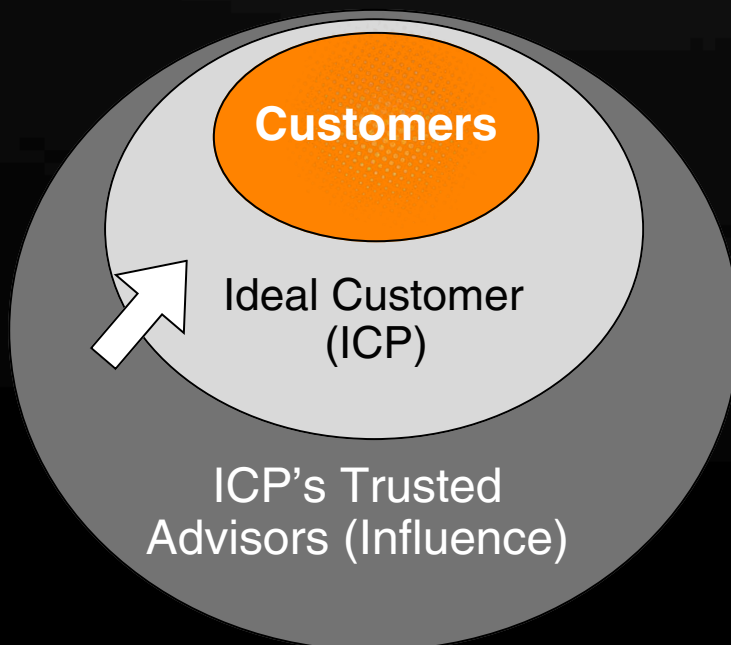 Customers
Ideal Customer
(ICP)
ICP’s Trusted
Advisors (Influence)